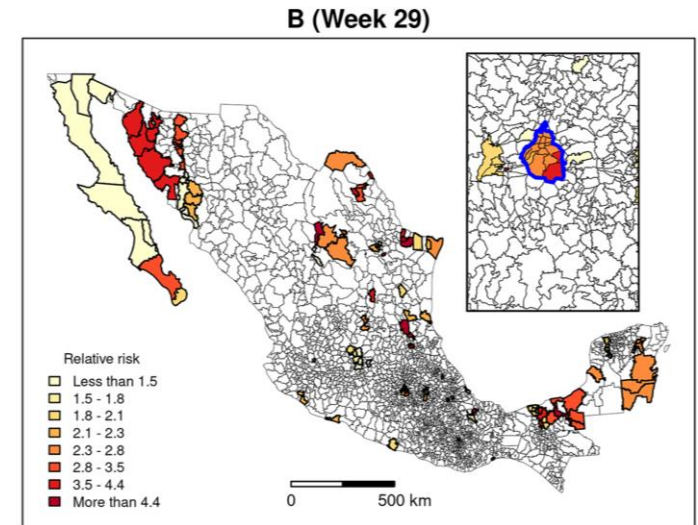 B (Week 29)
Relative risk
Less than 1.5
1.5 - 1.8
1.8 - 2.1
2.1 - 2.3
2.3 - 2.8
2.8 - 3.5
3.5 - 4.4
More than 4.4
0 500 km